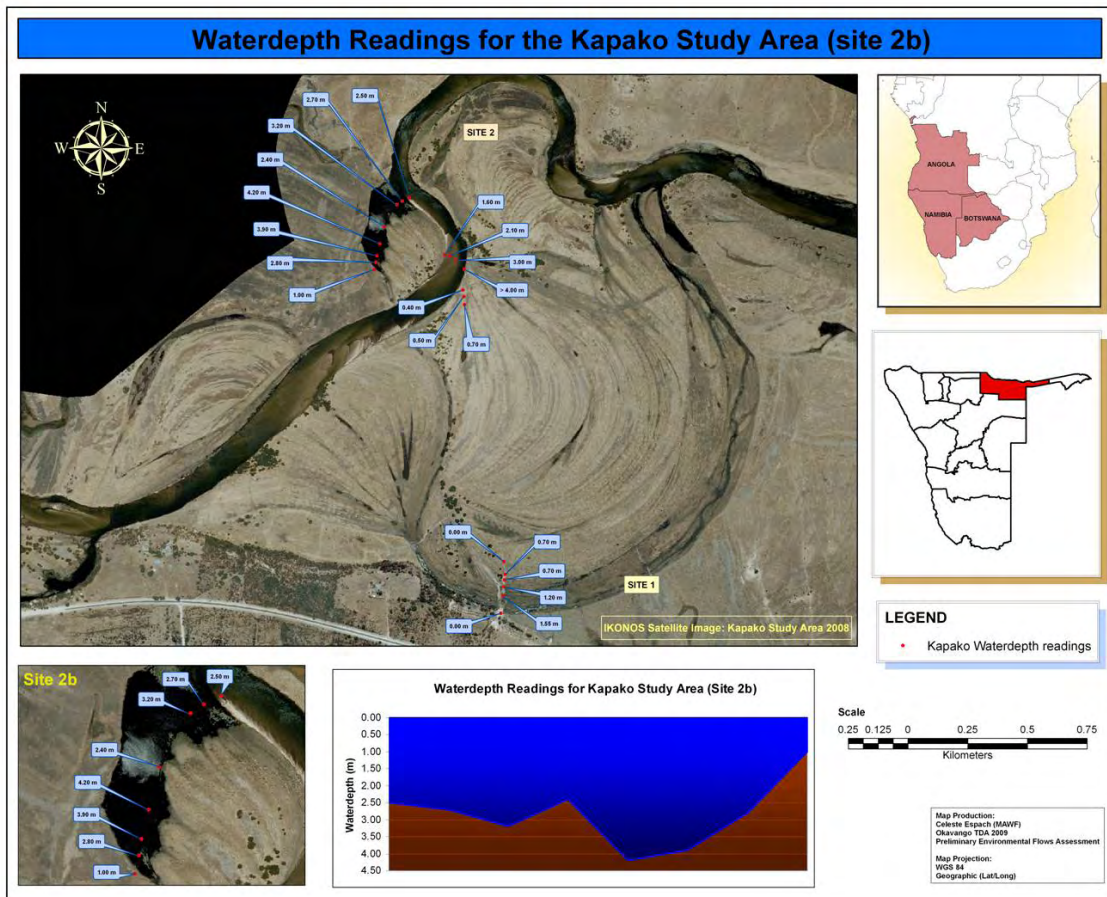 Waterdepth Readings for the Kapako Study Area (site 2b)
N
W E
S
2.50 m
2.70 m
3.20 m
2.40 m
4.20 m
3.90 m
2.80 m
1.00 m
SITE 2
1.60 m
2.10 m
3.00 m
> 4.00 m
0.40 m
0.50 m
0.70 m
0.00 m
0.70 m
0.70 m
1.20 m
1.55 m
0.00 m
SITE 1
IKONOS Satellite Image: Kapako Study Area 2008
ANGOLA
NAMIBIA
BOTSWANA
LEGEND
Kapako Waterdepth readings
Site 2b
2.50 m
2.70 m
3.20 m
2.40 m
4.20 m
3.90 m
2.80 m
1.00 m
Waterdepth Readings for Kapako Study Area (Site 2b)
Waterdepth (m)
0.00
0.50
1.00
1.50
2.00
2.50
3.00
3.50
4.00
4.50
Scale
0.25 0.125 0 0.25 0.50 0.75
Kilometers
Map Production:
Celeste Espach (MAWF)
Okavango TDA 2009
Preliminary Environmental Flows Assessment
Map Projection:
WGS 84
Geographic (Lat/Long)